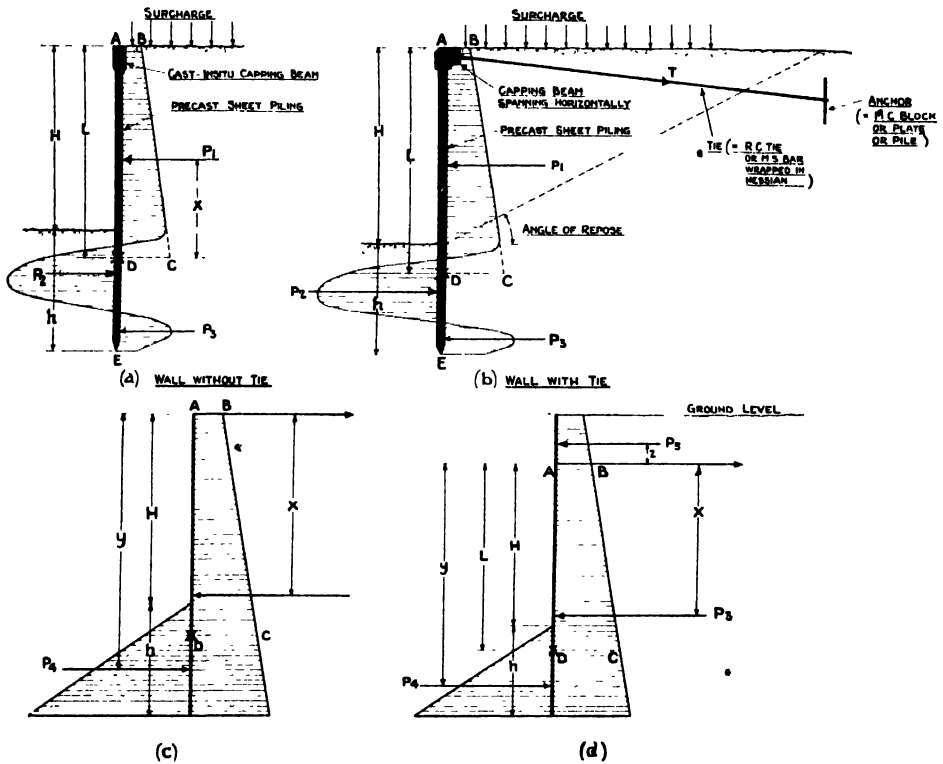 SURCHARGE
A B
CAST-INSITU CAPPING BEAM
PRECAST SHEET PILING
H
L
P1
X
D
C
P2
h
P3
E
(a) WALL WITHOUT TIE
SURCHARGE
A B
T
CAPPING BEAM
SPANNING HORIZONTALLY
PRECAST SHEET PILING
ANCHOR
(= M C BLOCK
OR PLATE
OR PILE)
TIE (= R.C TIE
OR M S BAR
WRAPPED IN
HESSIAN)
H
L
P1
ANGLE OF REPOSE
D
C
P2
h
P3
E
(b) WALL WITH TIE
A B
H
X
y
h
D
C
P4
(c)
GROUND LEVEL
P5
z
A
B
H
X
L
y
P3
h
D
C
P4
(d)